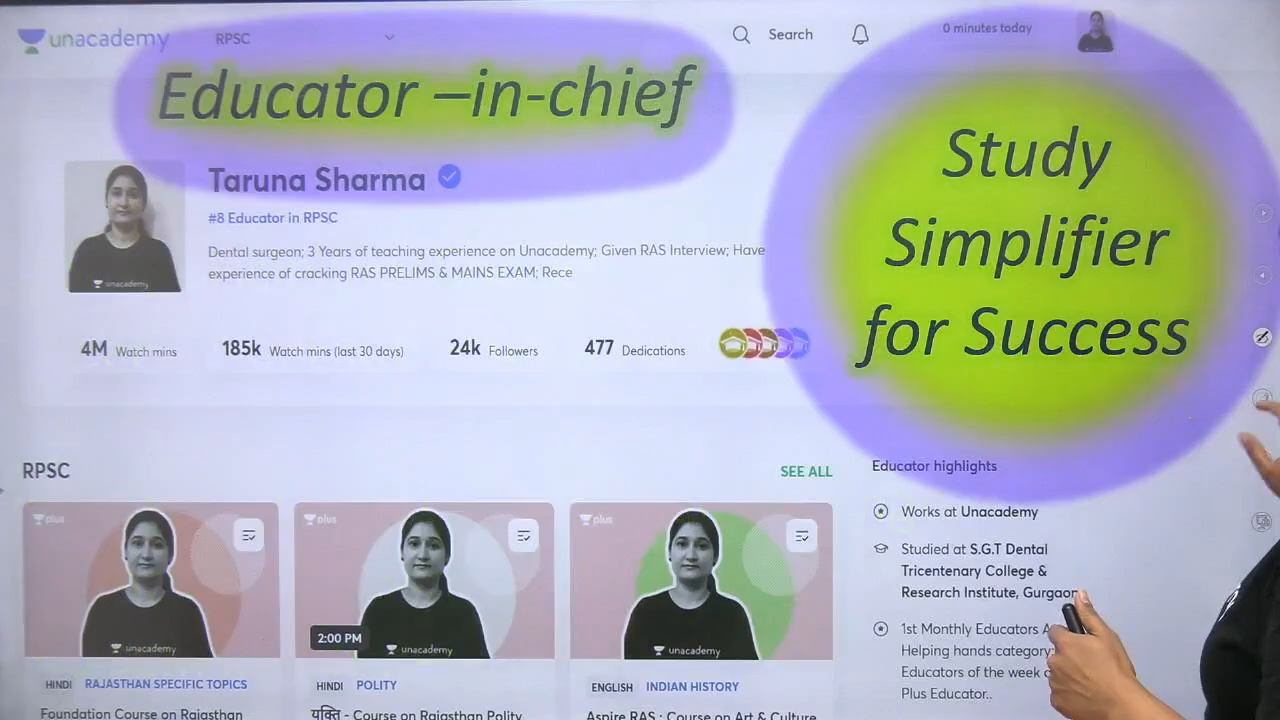 unacademy
RPSC
Search
0 minutes today
Educator –in-chief
Study
Simplifier
for Success
Taruna Sharma
#8 Educator in RPSC
Dental surgeon; 3 Years of teaching experience on Unacademy; Given RAS Interview; Have
experience of cracking RAS PRELIMS & MAINS EXAM; Rece
unacademy
4M Watch mins
185k Watch mins (last 30 days)
24k Followers
477 Dedications
RPSC
SEE ALL
plus
unacademy
HINDI RAJASTHAN SPECIFIC TOPICS
Foundation Course on Rajasthan
plus
2:00 PM
unacademy
HINDI POLITY
यक्ति - Course on Rajasthan Polity
plus
unacademy
ENGLISH INDIAN HISTORY
Aspire RAS : Course on Art & Culture
Educator highlights
Works at Unacademy
Studied at S.G.T Dental
Tricentenary College &
Research Institute, Gurgaon
1st Monthly Educators A
Helping hands category
Educators of the week
Plus Educator..